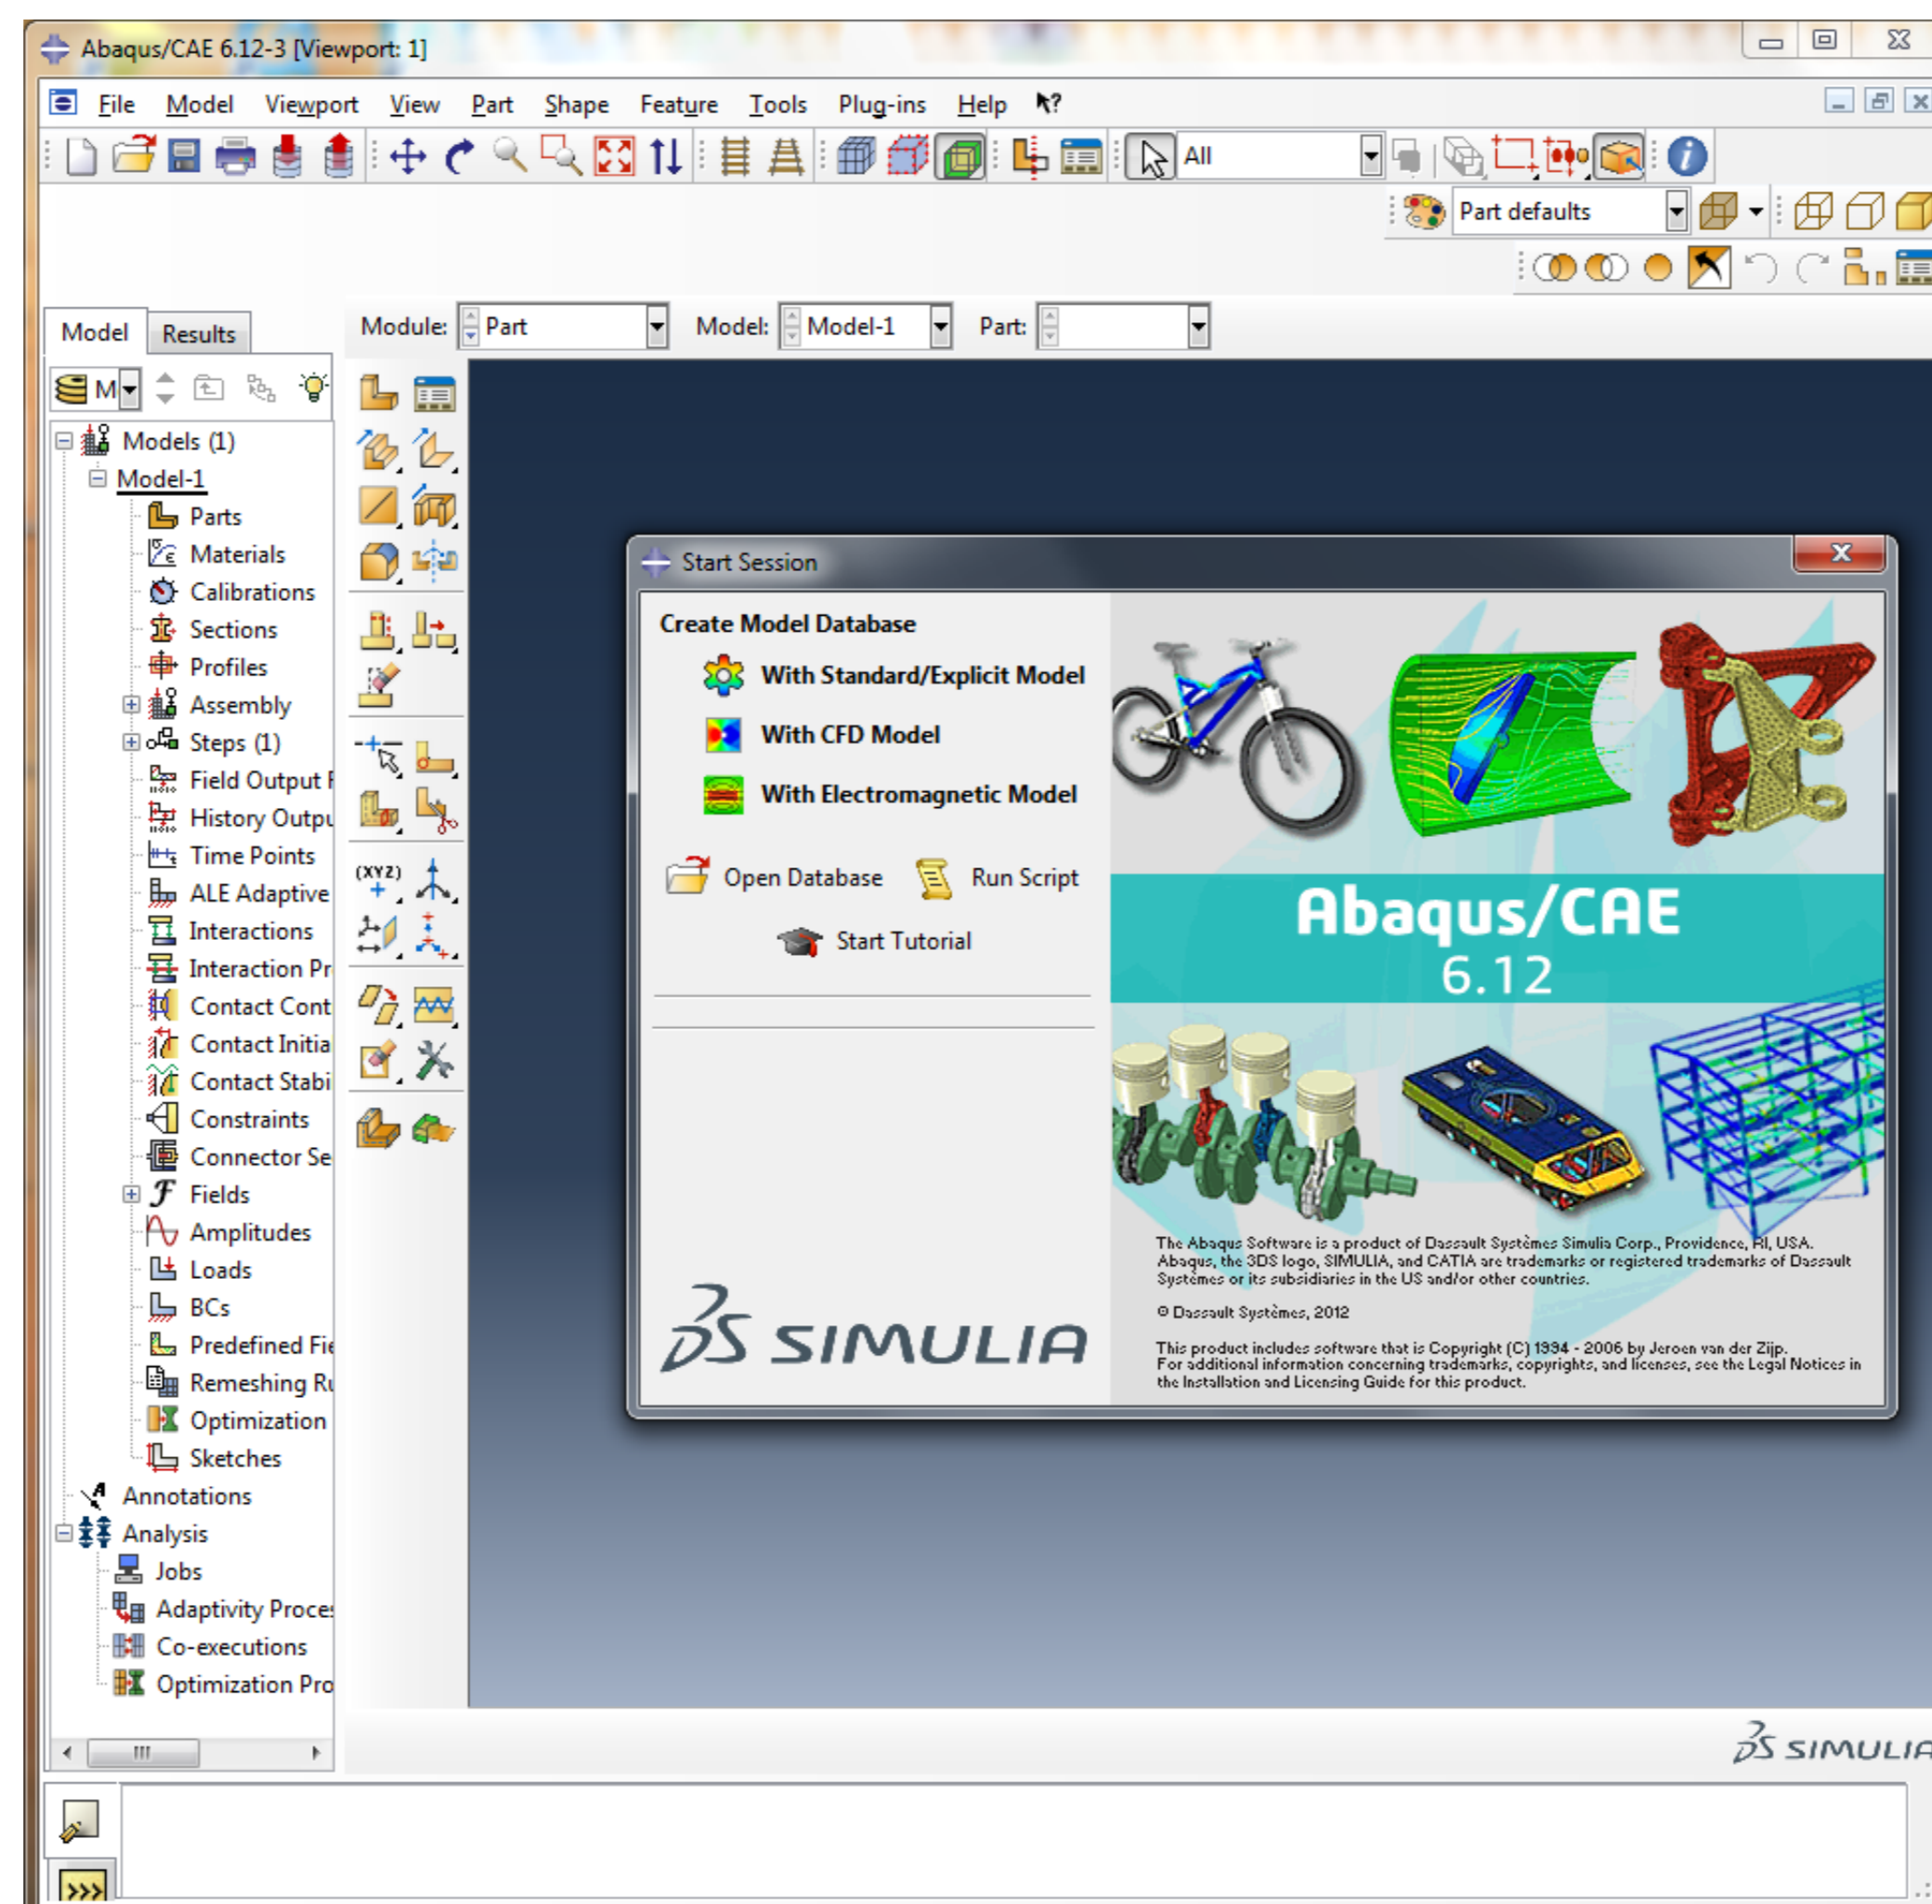 Abaqus/CAE 6.12-3 [Viewport: 1]
File Model Viewport View Part Shape Feature Tools Plug-ins Help
All
Part defaults
Model Results
Module: Part Model: Model-1 Part:
M
Models (1)
Model-1
Parts
Materials
Calibrations
Sections
Profiles
Assembly
Steps (1)
Field Output
History Outpu
Time Points
ALE Adaptive
Interactions
Interaction Pr
Contact Cont
Contact Initia
Contact Stabi
Constraints
Connector Se
Fields
Amplitudes
Loads
BCs
Predefined Fie
Remeshing Ru
Optimization
Sketches
Annotations
Analysis
Jobs
Adaptivity Proces
Co-executions
Optimization Pro
(XYZ)
Start Session
Create Model Database
With Standard/Explicit Model
With CFD Model
With Electromagnetic Model
Open Database Run Script
Start Tutorial
3DS SIMULIA
Abaqus/CAE
6.12
The Abaqus Software is a product of Dassault Systèmes Simulia Corp., Providence, RI, USA.
Abaqus, the 3DS logo, SIMULIA, and CATIA are trademarks or registered trademarks of Dassault
Systèmes or its subsidiaries in the US and/or other countries.
© Dassault Systèmes, 2012
This product includes software that is Copyright (C) 1994 - 2006 by Jeroen van der Zijp.
For additional information concerning trademarks, copyrights, and licenses, see the Legal Notices in
the Installation and Licensing Guide for this product.
3DS SIMULIA
>>>